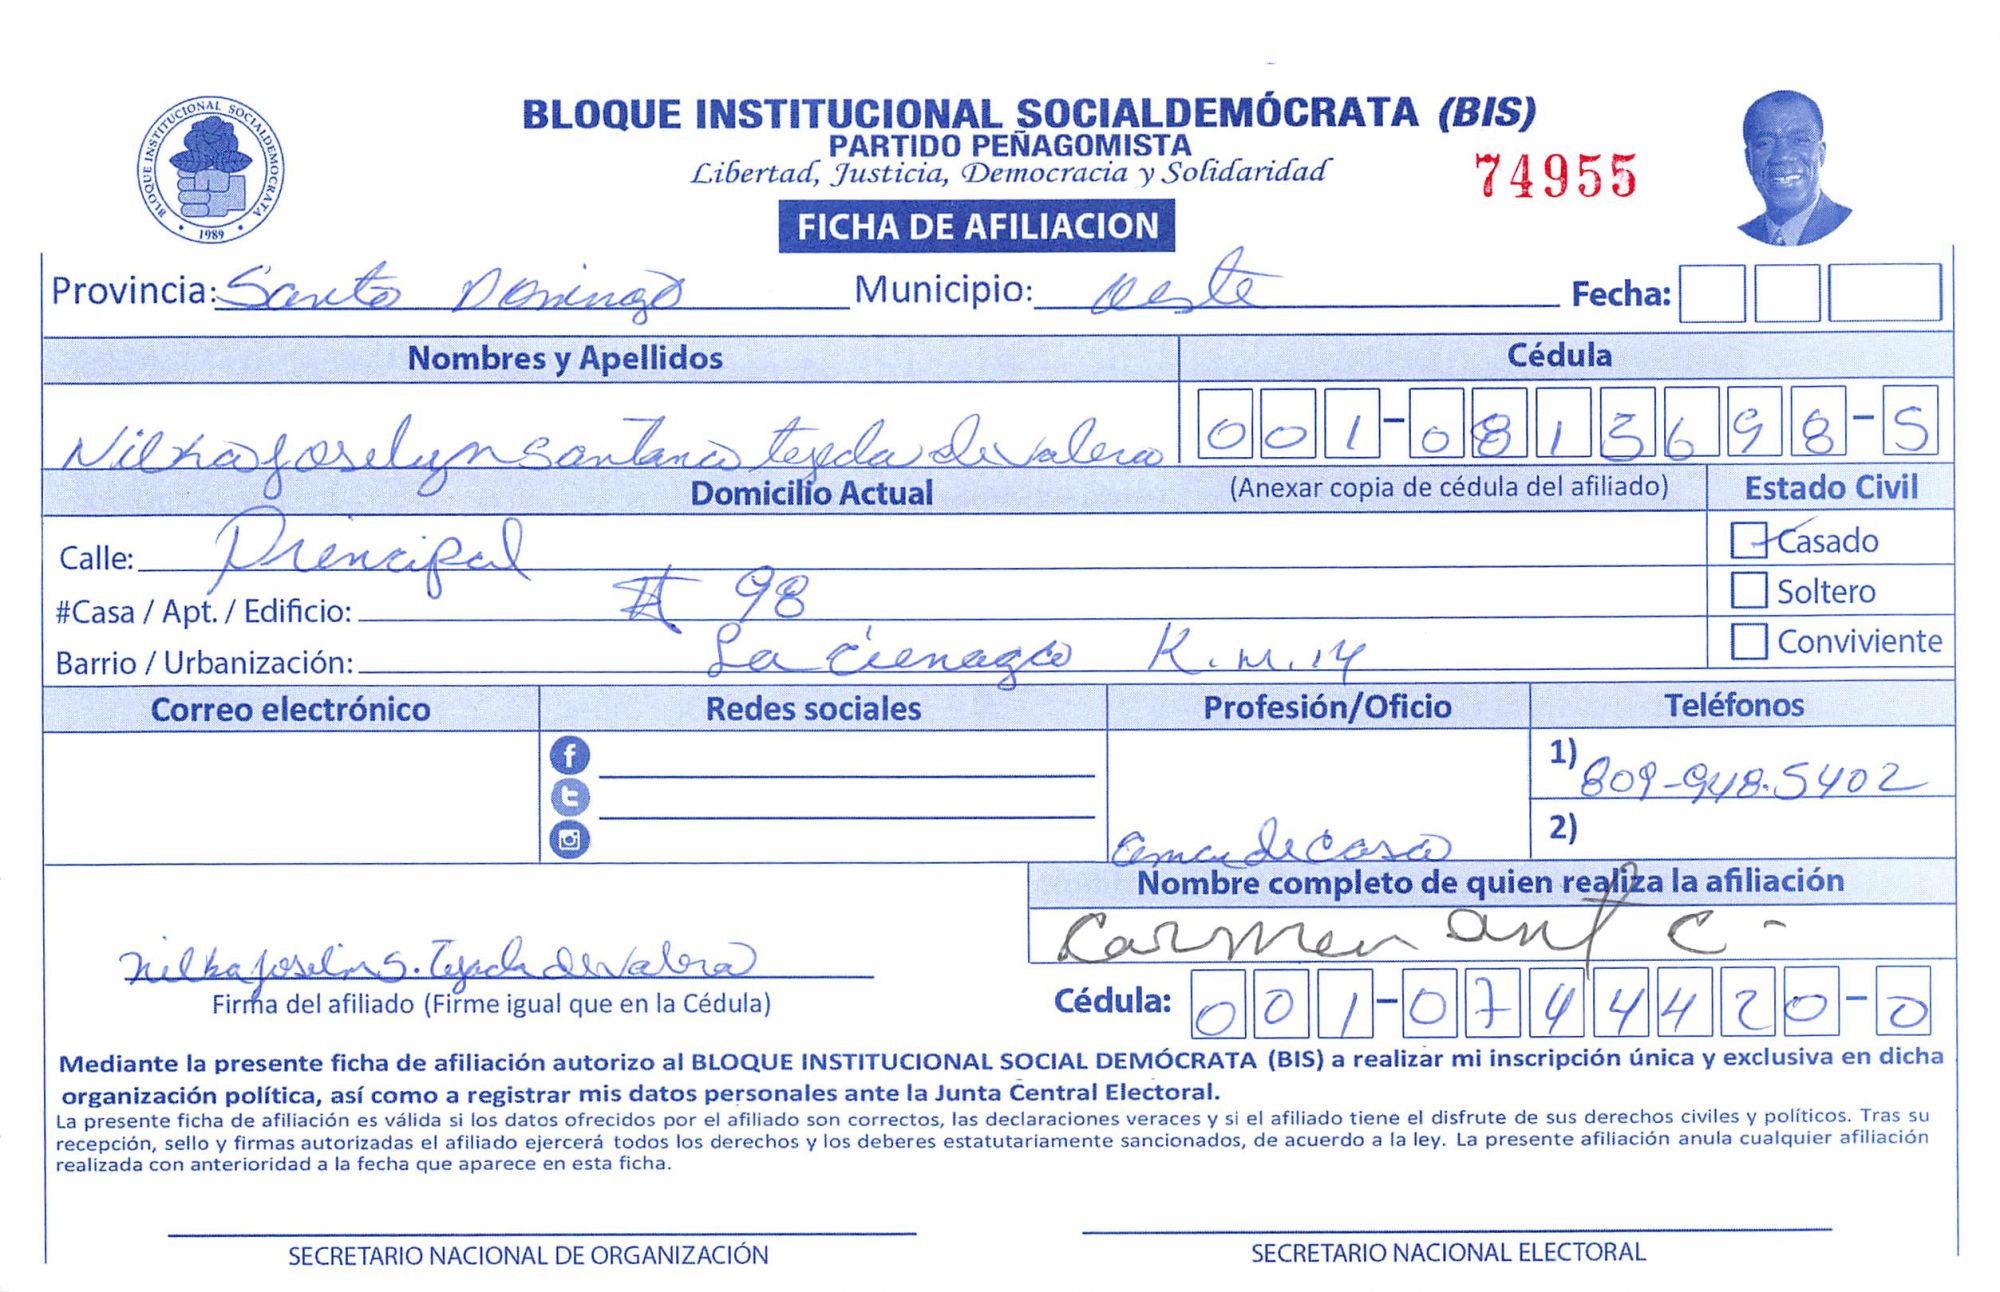 BLOQUE INSTITUCIONAL SOCIALDEMOCRATA
1989
BLOQUE INSTITUCIONAL SOCIALDEMÓCRATA (BIS)
PARTIDO PEÑAGOMISTA
Libertad, Justicia, Democracia y Solidaridad
74955
FICHA DE AFILIACION
Provincia: Santo Domingo Municipio: oeste Fecha:
Nombres y Apellidos Cédula
Nilka Joselyn Santana tejeda de Valera 001-0813698-5
Domicilio Actual (Anexar copia de cédula del afiliado) Estado Civil
Calle: Principal Casado
#Casa / Apt. / Edificio: # 98 Soltero
Barrio / Urbanización: La cienaga K.m.14 Conviviente
Correo electrónico Redes sociales Profesión/Oficio Teléfonos
1) 809-948-5402
2)
ama de casa
Nombre completo de quien realiza la afiliación
Carmen Ant C -
Nilka Joselin S. Tejada de Valera
Firma del afiliado (Firme igual que en la Cédula) Cédula: 001-0744420-0
Mediante la presente ficha de afiliación autorizo al BLOQUE INSTITUCIONAL SOCIAL DEMÓCRATA (BIS) a realizar mi inscripción única y exclusiva en dicha
organización política, así como a registrar mis datos personales ante la Junta Central Electoral.
La presente ficha de afiliación es válida si los datos ofrecidos por el afiliado son correctos, las declaraciones veraces y si el afiliado tiene el disfrute de sus derechos civiles y políticos. Tras su
recepción, sello y firmas autorizadas el afiliado ejercerá todos los derechos y los deberes estatutariamente sancionados, de acuerdo a la ley. La presente afiliación anula cualquier afiliación
realizada con anterioridad a la fecha que aparece en esta ficha.
SECRETARIO NACIONAL DE ORGANIZACIÓN SECRETARIO NACIONAL ELECTORAL